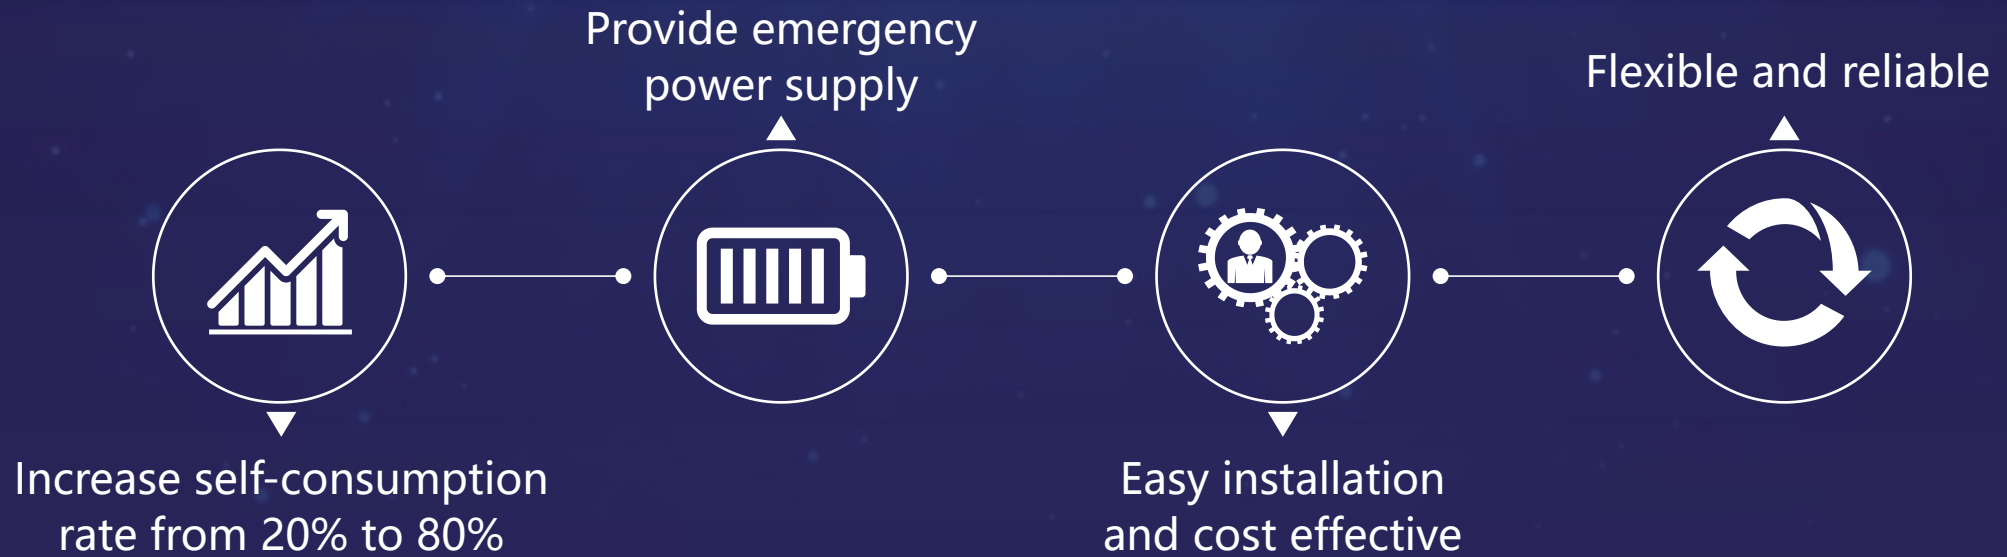 Provide emergency
power supply
Flexible and reliable
Increase self-consumption
rate from 20% to 80%
Easy installation
and cost effective